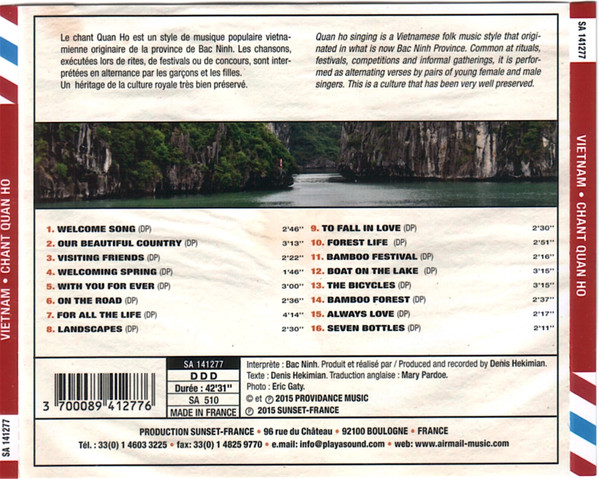 Le chant Quan Ho est un style de musique populaire vietna-
mienne originaire de la province de Bac Ninh. Les chansons,
exécutées lors de rites, de festivals ou de concours, sont inter-
prétées en alternance par les garçons et les filles.
Un héritage de la culture royale très bien préservé.
Quan ho singing is a Vietnamese folk music style that orig-
inated in what is now Bac Ninh Province. Common at rituals,
festivals, competitions and informal gatherings, it is perfor-
med as alternating verses by pairs of young female and male
singers. This is a culture that has been very well preserved.
1. WELCOME SONG (DP) 2'46"
2. OUR BEAUTIFUL COUNTRY (DP) 3'13"
3. VISITING FRIENDS (DP) 2'22"
4. WELCOMING SPRING (DP) 1'46"
5. WITH YOU FOR EVER (DP) 3'00"
6. ON THE ROAD (DP) 2'36"
7. FOR ALL THE LIFE (DP) 4'14"
8. LANDSCAPES (DP) 2'30"
9. TO FALL IN LOVE (DP) 2'30"
10. FOREST LIFE (DP) 2'51"
11. BAMBOO FESTIVAL (DP) 2'16"
12. BOAT ON THE LAKE (DP) 3'15"
13. THE BICYCLES (DP) 3'15"
14. BAMBOO FOREST (DP) 2'37"
15. ALWAYS LOVE (DP) 2'17"
16. SEVEN BOTTLES (DP) 2'11"
3 700089 412776
SA 141277
D D D
Durée : 42'31"
SA 510
MADE IN FRANCE
Interprète : Bac Ninh. Produit et réalisé par / Produced and recorded by Denis Hekimian.
Texte : Denis Hekimian. Traduction anglaise : Mary Pardoe.
Photo : Eric Gaty.
© et ℗ 2015 PROVIDANCE MUSIC
℗ 2015 SUNSET-FRANCE
PRODUCTION SUNSET-FRANCE • 96 rue du Château • 92100 BOULOGNE • FRANCE
Tél. : 33(0) 1 4603 3225 • fax: 33(0) 1 4825 9770 • e.mail: info@playasound.com • web: www.airmail-music.com
VIETNAM • CHANT QUAN HO
SA 141277
SA 141277
VIETNAM • CHANT QUAN HO